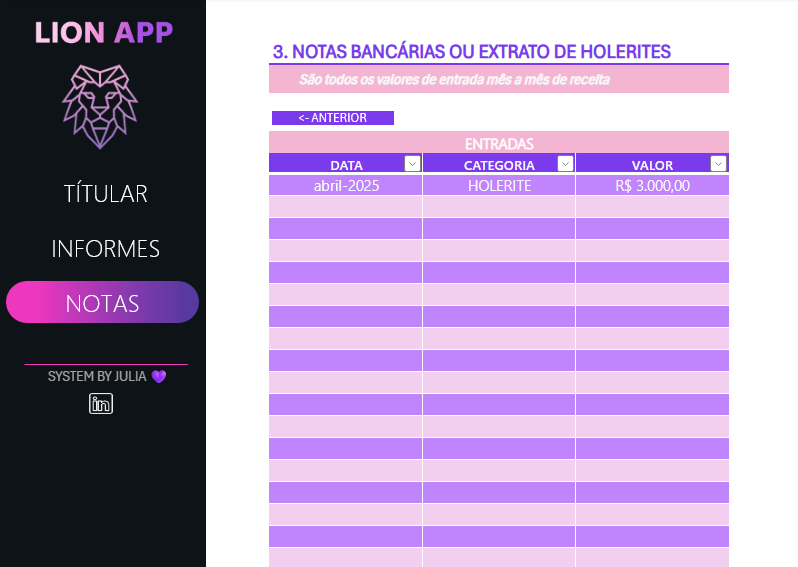 LION APP
TÍTULAR
INFORMES
NOTAS
SYSTEM BY JULIA 💜
in
3. NOTAS BANCÁRIAS OU EXTRATO DE HOLERITES
São todos os valores de entrada mês a mês de receita
<- ANTERIOR
ENTRADAS
DATA CATEGORIA VALOR
abril-2025 HOLERITE R$ 3.000,00